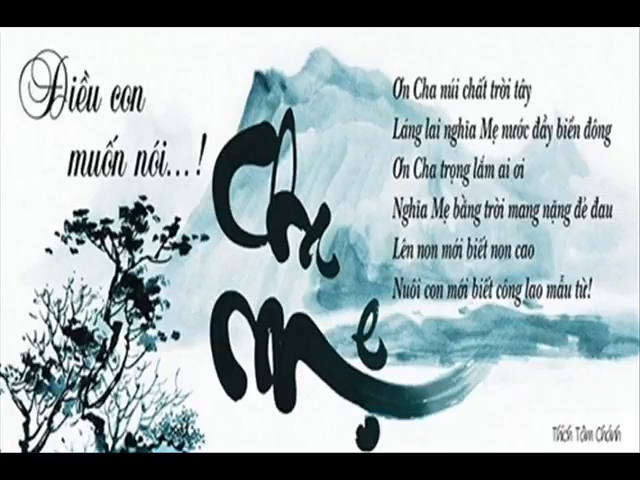 Điều con
muốn nói...!
Cha
Mẹ
Ơn Cha núi chất trời tây
Láng lai nghĩa Mẹ nước đầy biển đông
Ơn Cha trọng lắm ai ơi
Nghĩa Mẹ bằng trời mang nặng đẻ đau
Lên non mới biết non cao
Nuôi con mới biết công lao mẫu từ!
Thích Tâm Chánh